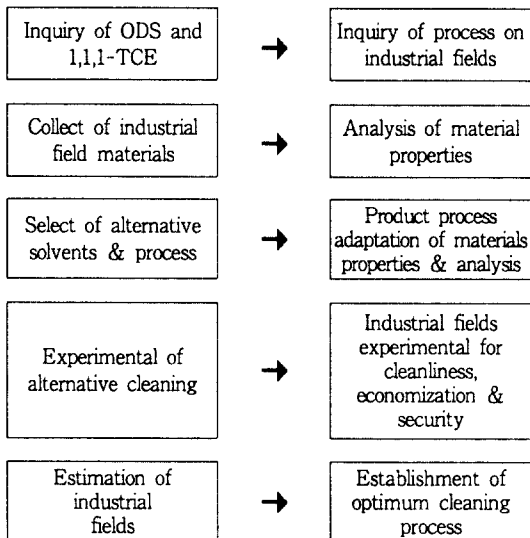 Inquiry of ODS and
1,1,1-TCE
Inquiry of process on
industrial fields
Collect of industrial
field materials
Analysis of material
properties
Select of alternative
solvents & process
Product process
adaptation of materials
properties & analysis
Experimental of
alternative cleaning
Industrial fields
experimental for
cleanliness,
economization &
security
Estimation of
industrial
fields
Establishment of
optimum cleaning
process